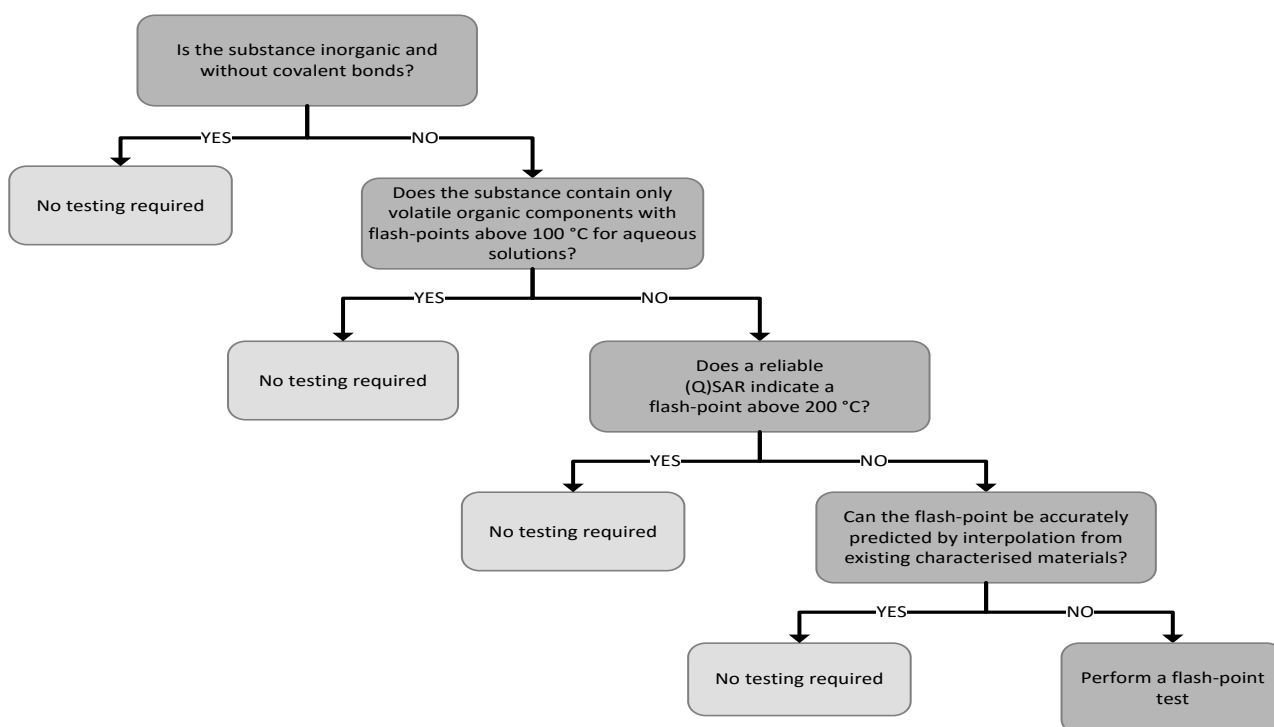 Is the substance inorganic and
without covalent bonds?
YES
NO
No testing required
Does the substance contain only
volatile organic components with
flash-points above 100 °C for aqueous
solutions?
YES
NO
No testing required
Does a reliable
(Q)SAR indicate a
flash-point above 200 °C?
YES
NO
No testing required
Can the flash-point be accurately
predicted by interpolation from
existing characterised materials?
YES
NO
No testing required
Perform a flash-point
test